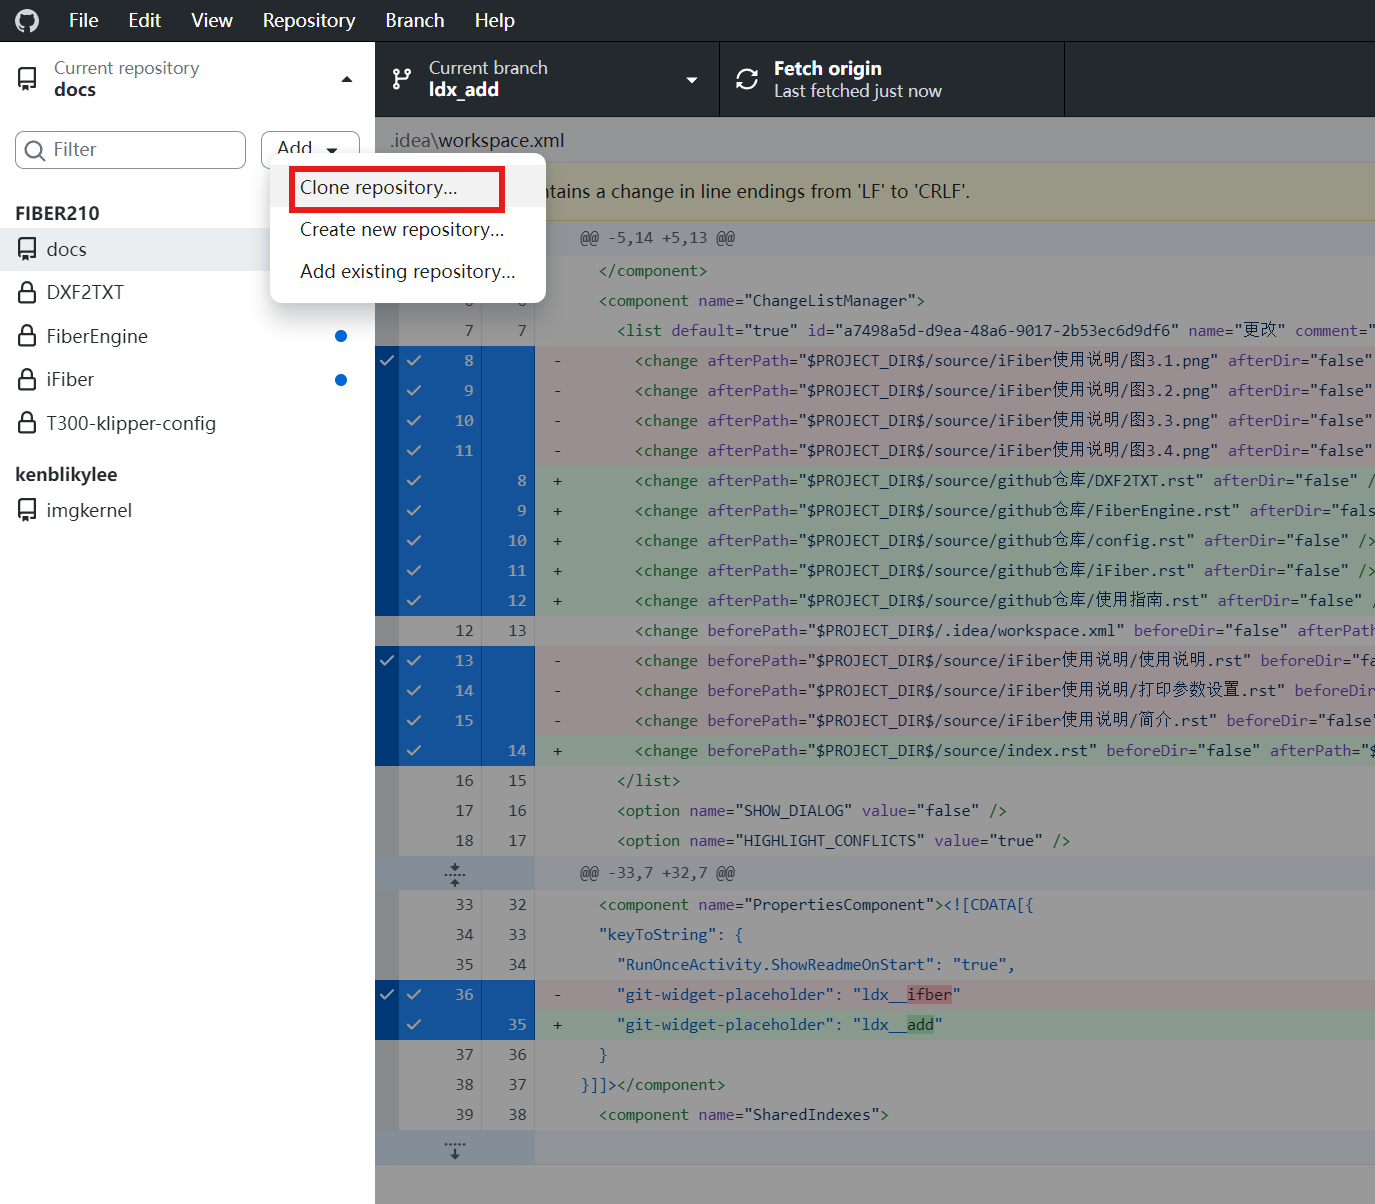 File Edit View Repository Branch Help
Current repository
docs
Current branch
ldx_add
Fetch origin
Last fetched just now
Filter
Add
Clone repository...
Create new repository...
Add existing repository...
FIBER210
docs
DXF2TXT
FiberEngine
iFiber
T300-klipper-config
kenblikylee
imgkernel
.idea\workspace.xml
a change in line endings from 'LF' to 'CRLF'.
@@ -5,14 +5,13 @@
</component>
<component name="ChangeListManager">
7 7 <list default="true" id="a7498a5d-d9ea-48a6-9017-2b53ec6d9df6" name="更改" comment="
8 - <change afterPath="$PROJECT_DIR$/source/iFiber使用说明/图3.1.png" afterDir="false"
9 - <change afterPath="$PROJECT_DIR$/source/iFiber使用说明/图3.2.png" afterDir="false"
10 - <change afterPath="$PROJECT_DIR$/source/iFiber使用说明/图3.3.png" afterDir="false"
11 - <change afterPath="$PROJECT_DIR$/source/iFiber使用说明/图3.4.png" afterDir="false"
8 + <change afterPath="$PROJECT_DIR$/source/github仓库/DXF2TXT.rst" afterDir="false" /
9 + <change afterPath="$PROJECT_DIR$/source/github仓库/FiberEngine.rst" afterDir="fals
10 + <change afterPath="$PROJECT_DIR$/source/github仓库/config.rst" afterDir="false" />
11 + <change afterPath="$PROJECT_DIR$/source/github仓库/iFiber.rst" afterDir="false" />
12 + <change afterPath="$PROJECT_DIR$/source/github仓库/使用指南.rst" afterDir="false" /
12 13 <change beforePath="$PROJECT_DIR$/.idea/workspace.xml" beforeDir="false" afterPath
13 - <change beforePath="$PROJECT_DIR$/source/iFiber使用说明/使用说明.rst" beforeDir="fa
14 - <change beforePath="$PROJECT_DIR$/source/iFiber使用说明/打印参数设置.rst" beforeDir
15 - <change beforePath="$PROJECT_DIR$/source/iFiber使用说明/简介.rst" beforeDir="false"
14 + <change beforePath="$PROJECT_DIR$/source/index.rst" beforeDir="false" afterPath="$
16 15 </list>
17 16 <option name="SHOW_DIALOG" value="false" />
18 17 <option name="HIGHLIGHT_CONFLICTS" value="true" />
@@ -33,7 +32,7 @@
33 32 <component name="PropertiesComponent"><![CDATA[{
34 33 "keyToString": {
35 34 "RunOnceActivity.ShowReadmeOnStart": "true",
36 - "git-widget-placeholder": "ldx__ifber"
35 + "git-widget-placeholder": "ldx__add"
37 36 }
38 37 }]]></component>
39 38 <component name="SharedIndexes">